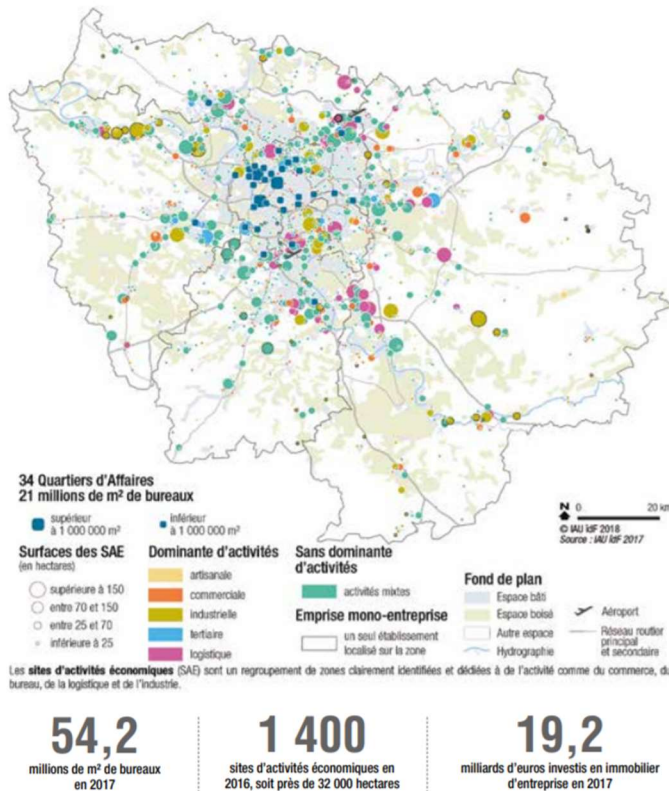 34 Quartiers d'Affaires
21 millions de m² de bureaux
supérieur
à 1 000 000 m²
inférieur
à 1 000 000 m²
Surfaces des SAE
(en hectares)
supérieure à 150
entre 70 et 150
entre 25 et 70
inférieure à 25
Dominante d'activités
artisanale
commerciale
industrielle
tertiaire
logistique
Sans dominante
d'activités
activités mixtes
Emprise mono-entreprise
un seul établissement
localisé sur la zone
N
0 20 km
© IAU îdF 2018
Source : IAU îdF 2017
Fond de plan
Espace bâti
Espace boisé
Autre espace
Hydrographie
Aéroport
Réseau routier
principal
et secondaire
Les sites d'activités économiques (SAE) sont un regroupement de zones clairement identifiées et dédiées à de l'activité comme du commerce, du
bureau, de la logistique et de l'industrie.
54,2
millions de m² de bureaux
en 2017
1 400
sites d'activités économiques en
2016, soit près de 32 000 hectares
19,2
milliards d'euros investis en immobilier
d'entreprise en 2017